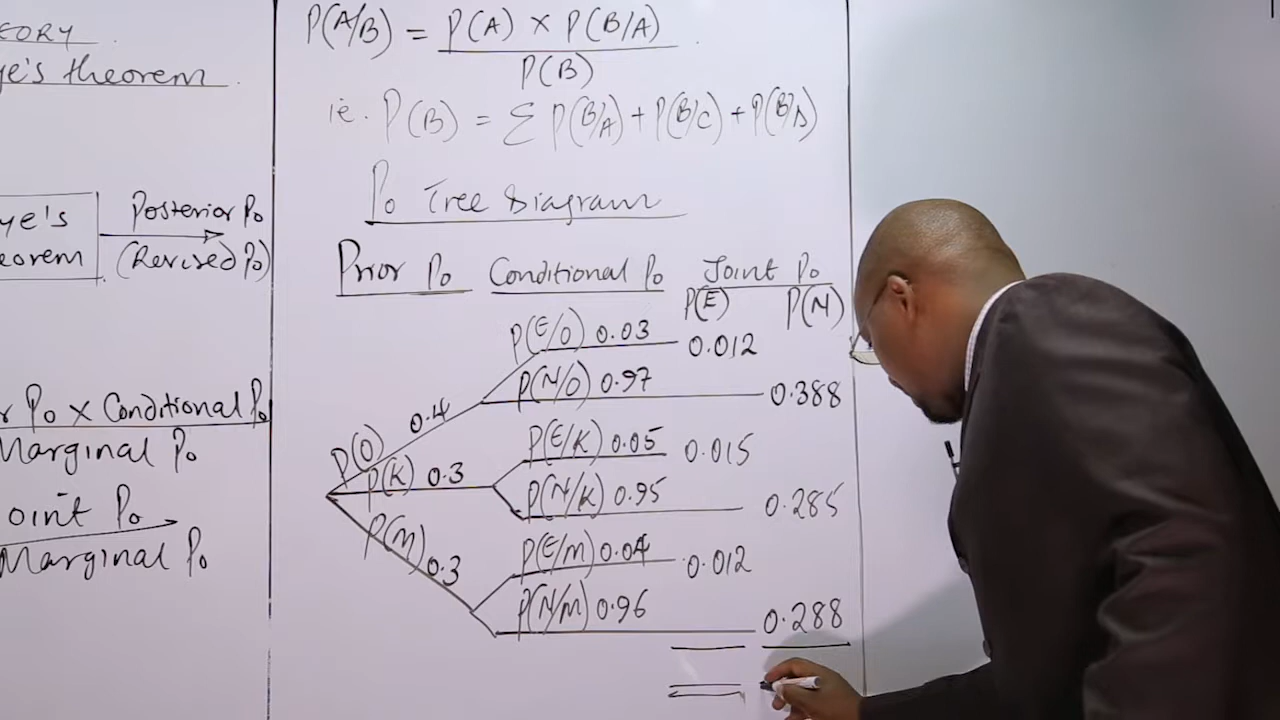 EORY
ye's theorem
ye's
eorem
Posterior Po
(Revised Po)
r Po x Conditional Po
Marginal Po
oint Po
Marginal Po
P(A/B) = P(A) x P(B/A)
P(B)
ie. P(B) = Σ P(B/A) + P(B/C) + P(B/D)
Po Tree Diagram
Prior Po Conditional Po Joint Po
P(E) P(N)
P(E/O) 0.03 0.012
P(N/O) 0.97 0.388
P(O) 0.4
P(E/K) 0.05 0.015
P(K) 0.3
P(N/K) 0.95 0.285
P(E/M) 0.04 0.012
P(M) 0.3
P(N/M) 0.96 0.288